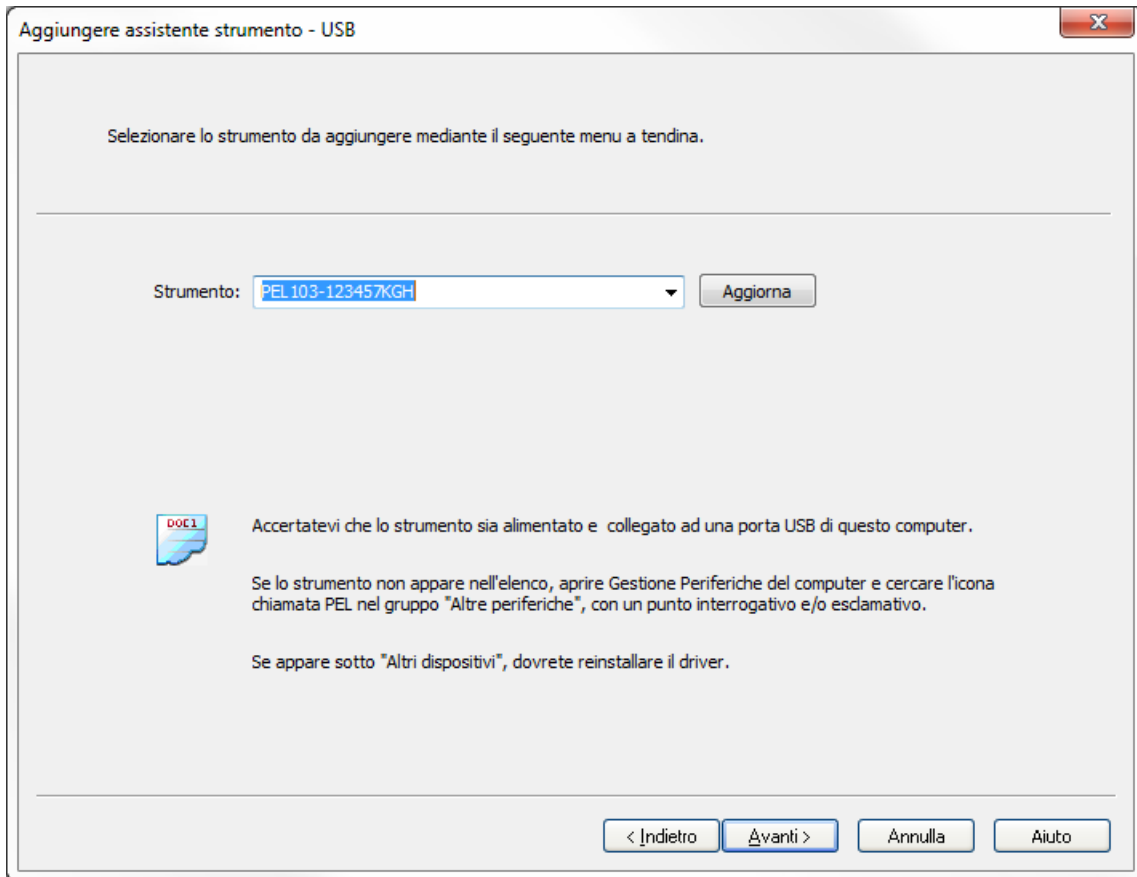 Aggiungere assistente strumento - USB
Selezionare lo strumento da aggiungere mediante il seguente menu a tendina.
Strumento: PEL103-123457KGH Aggiorna
DOC1
Accertatevi che lo strumento sia alimentato e collegato ad una porta USB di questo computer.
Se lo strumento non appare nell'elenco, aprire Gestione Periferiche del computer e cercare l'icona
chiamata PEL nel gruppo "Altre periferiche", con un punto interrogativo e/o esclamativo.
Se appare sotto "Altri dispositivi", dovrete reinstallare il driver.
< Indietro Avanti > Annulla Aiuto